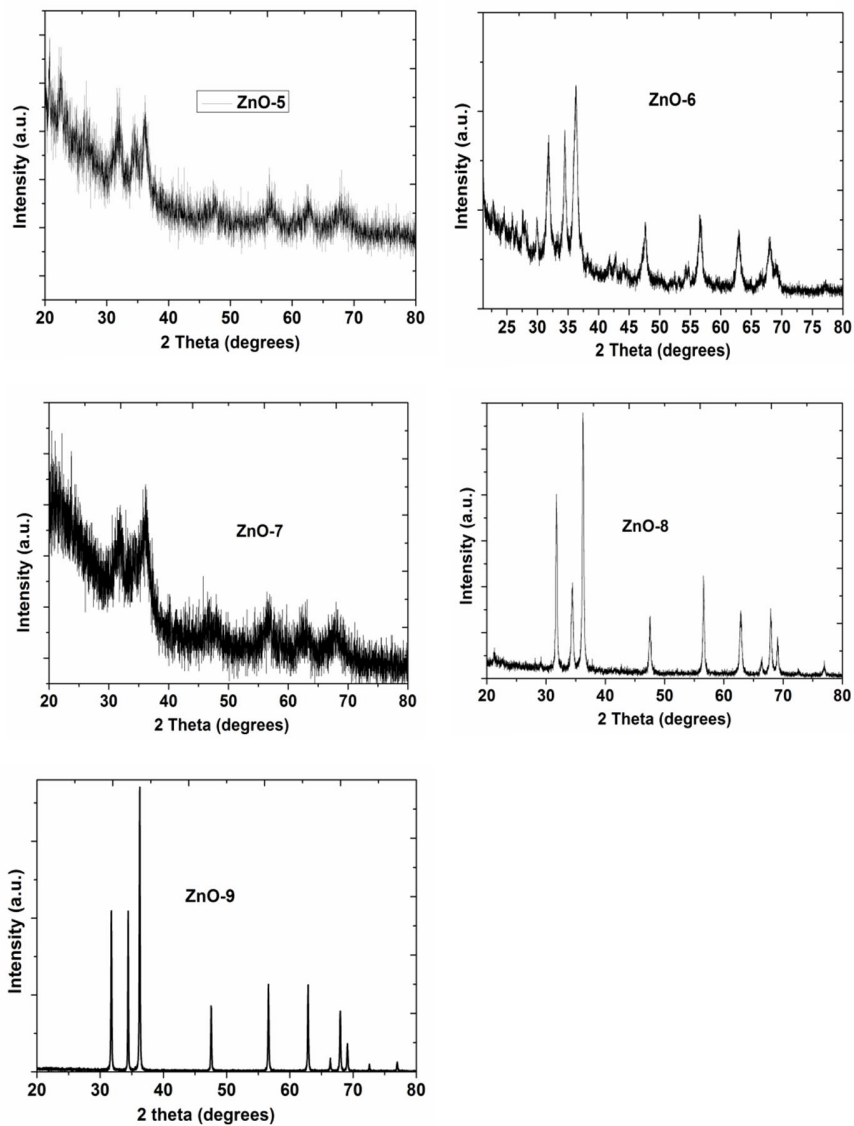 Intensity (a.u.)
ZnO-5
20 30 40 50 60 70 80
2 Theta (degrees)
Intensity (a.u.)
ZnO-6
25 30 35 40 45 50 55 60 65 70 75 80
2 Theta (degrees)
Intensity (a.u.)
ZnO-7
20 30 40 50 60 70 80
2 Theta (degrees)
Intensity (a.u.)
ZnO-8
20 30 40 50 60 70 80
2 Theta (degrees)
Intensity (a.u.)
ZnO-9
20 30 40 50 60 70 80
2 theta (degrees)